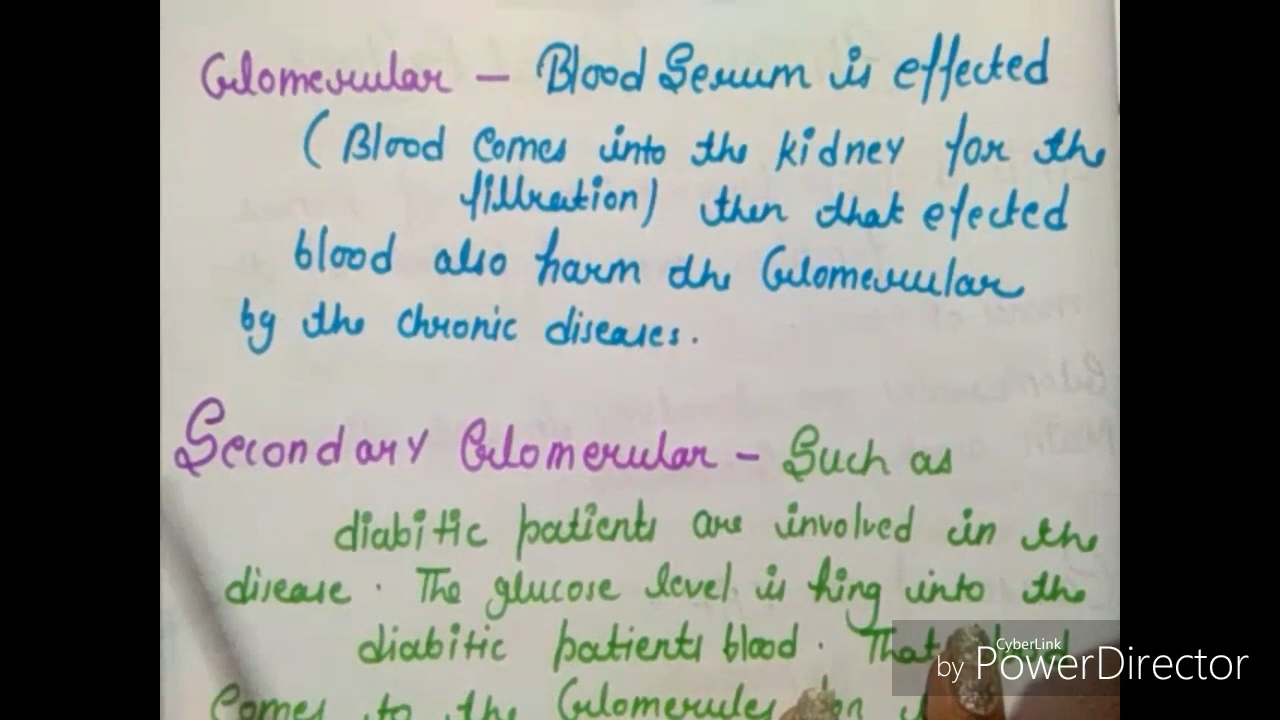 Glomerular - Blood Serum is effected
(Blood comes into the kidney for the
filtration) then that efected
blood also harm the Glomerular
by the chronic diseases.
Secondary Glomerular - Such as
diabitic patients are involved in the
disease. The glucose level is hing into the
diabitic patients blood. That
Comes to the Glomerules
CyberLink
by PowerDirector